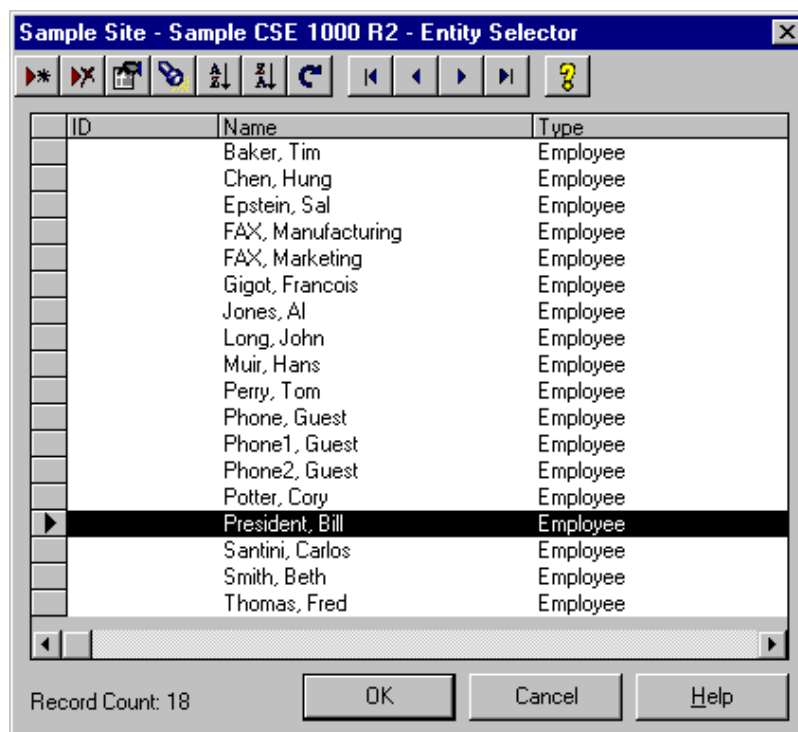 Sample Site - Sample CSE 1000 R2 - Entity Selector
ID Name Type
Baker, Tim Employee
Chen, Hung Employee
Epstein, Sal Employee
FAX, Manufacturing Employee
FAX, Marketing Employee
Gigot, Francois Employee
Jones, Al Employee
Long, John Employee
Muir, Hans Employee
Perry, Tom Employee
Phone, Guest Employee
Phone1, Guest Employee
Phone2, Guest Employee
Potter, Cory Employee
President, Bill Employee
Santini, Carlos Employee
Smith, Beth Employee
Thomas, Fred Employee
Record Count: 18 OK Cancel Help